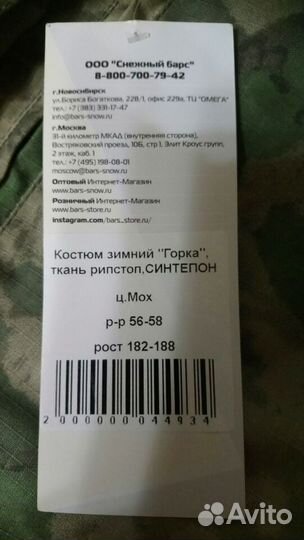 ООО "Снежный барс"
8-800-700-79-42
г.Новосибирск
ул.Бориса Богаткова, 228/1, офис 229а, ТЦ "ОМЕГА"
тел.: +7 (383) 331-17-47
info@bars-snow.ru
г.Москва
31-й километр МКАД (внутренняя сторона),
Востряковский проезд, 10Б, стр 1, Элит Кроус групп,
2 этаж, каб. 1
тел.: +7 (495) 198-08-01
moscow@bars-snow.ru
Оптовый Интернет-Магазин
www.bars-snow.ru
Розничный Интернет-Магазин
www.bars-store.ru
instagram.com/bars_store.ru/
Костюм зимний "Горка",
ткань рипстоп,СИНТЕПОН
ц.Мох
р-р 56-58
рост 182-188
2 000000 044934
Avito